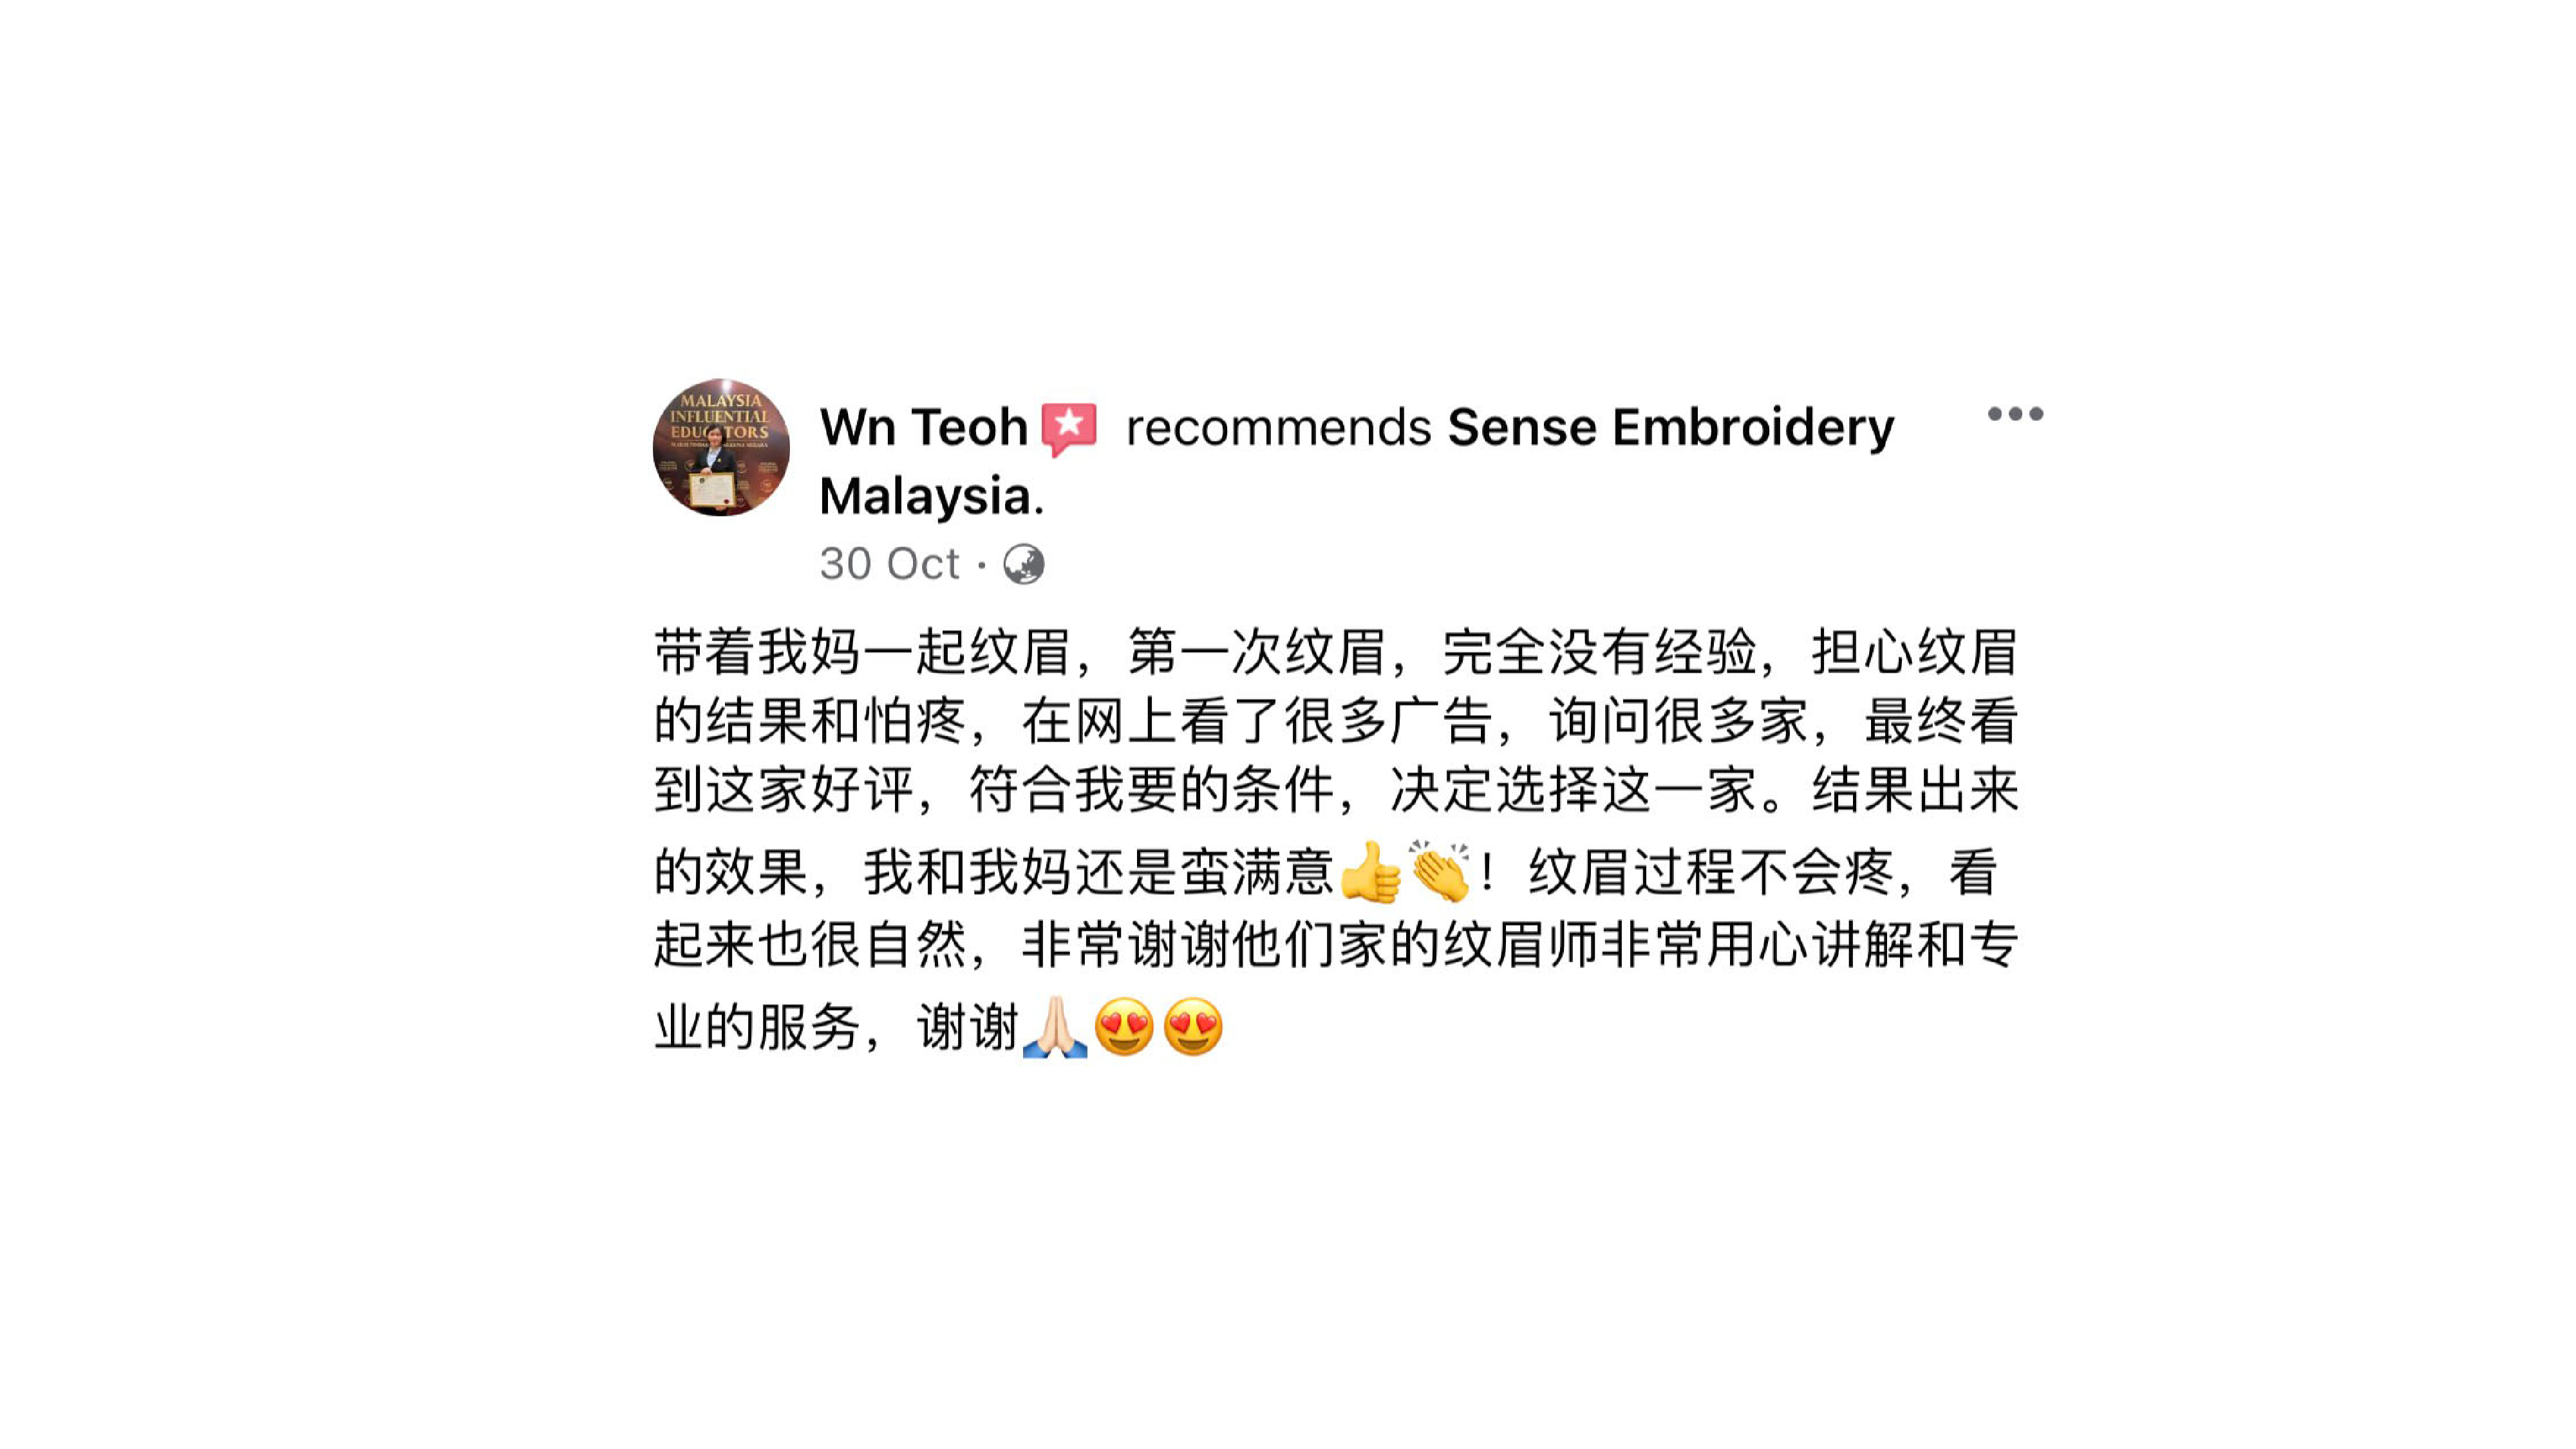 MALAYSIA
INFLUENTIAL
EDUCATORS
Wn Teoh recommends Sense Embroidery
Malaysia.
30 Oct ·
带着我妈一起纹眉，第一次纹眉，完全没有经验，担心纹眉
的结果和怕疼，在网上看了很多广告，询问很多家，最终看
到这家好评，符合我要的条件，决定选择这一家。结果出来
的效果，我和我妈还是蛮满意👍👏！纹眉过程不会疼，看
起来也很自然，非常谢谢他们家的纹眉师非常用心讲解和专
业的服务，谢谢🙏🏻😍😍